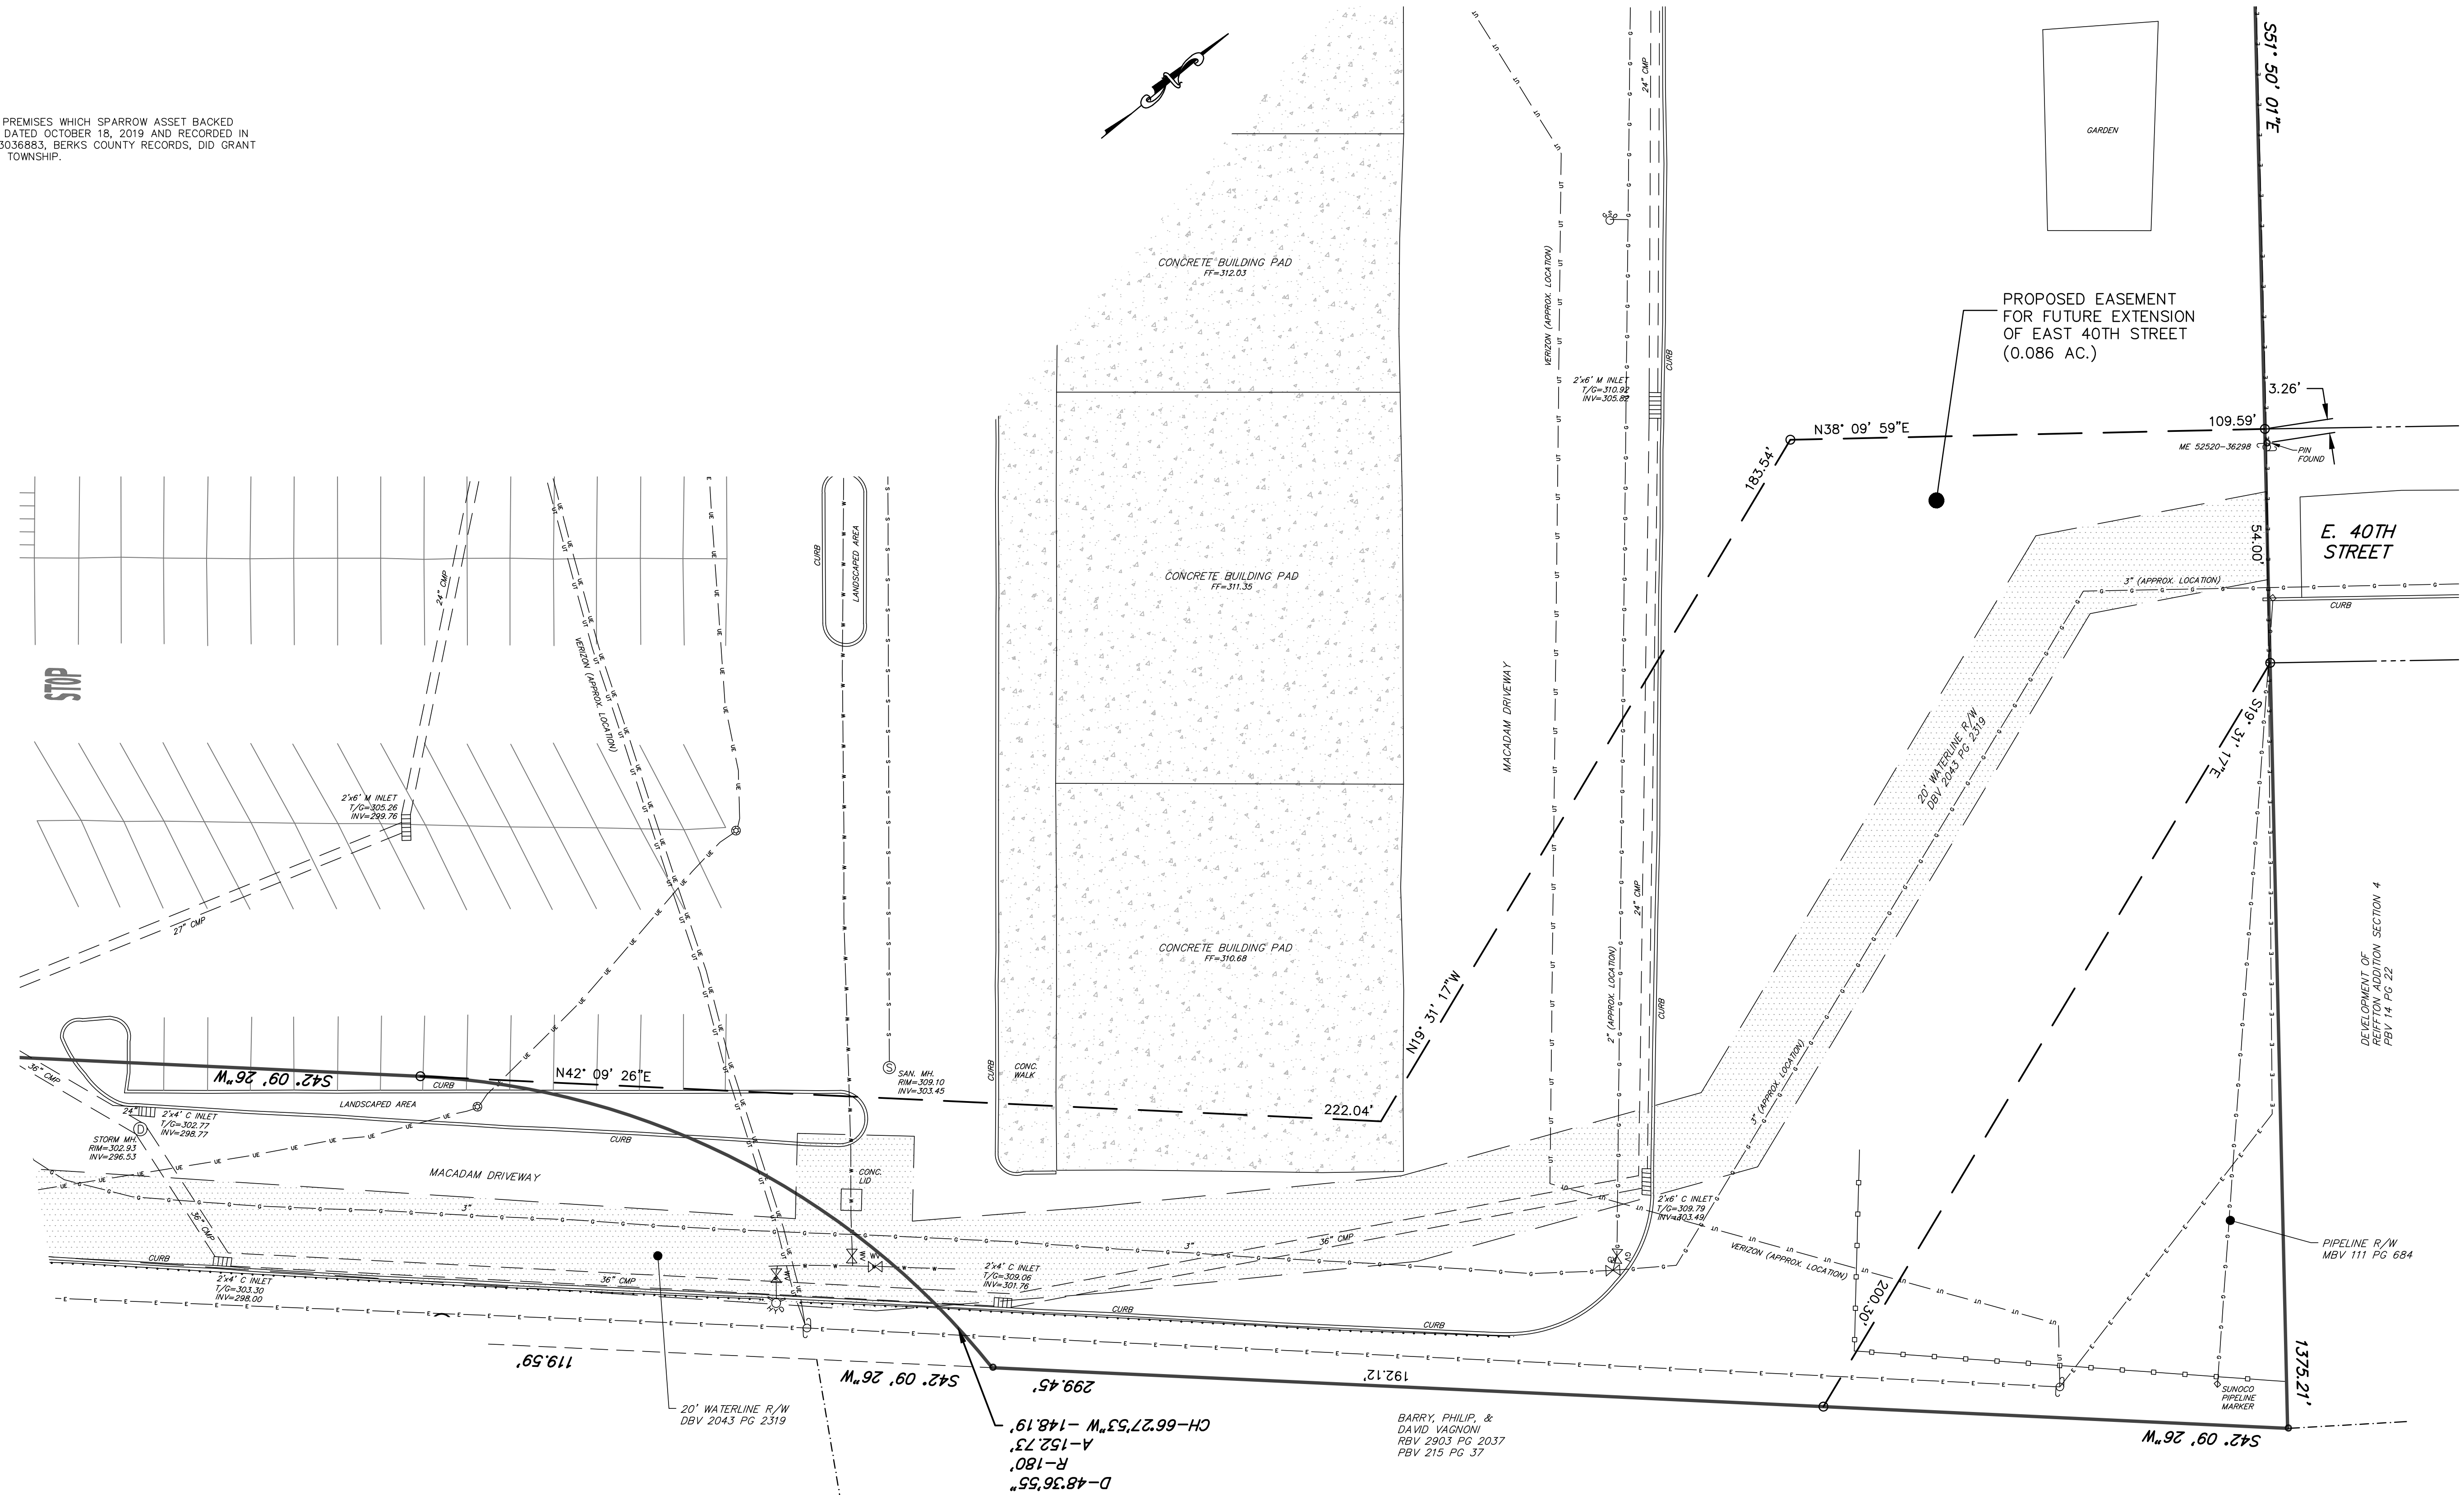 PREMISES WHICH SPARROW ASSET BACKED
DATED OCTOBER 18, 2019 AND RECORDED IN
3036883, BERKS COUNTY RECORDS, DID GRANT
TOWNSHIP.
S51° 50' 01"E
GARDEN
24" CMP
CONCRETE BUILDING PAD
FF=312.03
VERIZON (APPROX. LOCATION)
PROPOSED EASEMENT
FOR FUTURE EXTENSION
OF EAST 40TH STREET
(0.086 AC.)
CURB
2'x6' M INLET
T/G=310.92
INV=305.82
3.26'
109.59'
N38° 09' 59"E
ME 52520-36298
PIN
FOUND
183.54'
E. 40TH
STREET
54.00'
CURB
LANDSCAPED AREA
24" CMP
CONCRETE BUILDING PAD
FF=311.35
3" (APPROX. LOCATION)
CURB
STOP
VERIZON (APPROX. LOCATION)
MACADAM DRIVEWAY
20' WATERLINE R/W
DBV 2043 PG 2319
S19° 31' 17"E
2'x6' M INLET
T/G=305.26
INV=299.76
27" CMP
24" CMP
CONCRETE BUILDING PAD
FF=310.68
2" (APPROX. LOCATION)
N19° 31' 17"W
CURB
DEVELOPMENT OF
REIFFTON ADDITION SECTION 4
PBV 14 PG 22
3" (APPROX. LOCATION)
36" CMP
S42° 09' 26"W
CURB
N42° 09' 26"E
S
SAN. MH.
RIM=309.10
INV=303.45
CURB
CONC.
WALK
222.04'
24"
2'x4' C INLET
T/G=302.77
INV=298.77
LANDSCAPED AREA
CURB
D
STORM MH.
RIM=302.93
INV=296.53
MACADAM DRIVEWAY
CONC.
LID
2'x6' C INLET
T/G=309.79
INV=303.49
36" CMP
3"
3"
36" CMP
VERIZON (APPROX. LOCATION)
PIPELINE R/W
MBV 111 PG 684
CURB
2'x4' C INLET
T/G=303.30
INV=298.00
36" CMP
WV
WV
WV
2'x4' C INLET
T/G=309.06
INV=301.76
GV
GV
CURB
CURB
200.30'
119.59'
S42° 09' 26"W
299.45'
192.12'
1375.21'
SUNOCO
PIPELINE
MARKER
20' WATERLINE R/W
DBV 2043 PG 2319
D-48°36'55"
R-180'
A-152.73'
CH-66°27'53"W -148.19'
BARRY, PHILIP, &
DAVID VAGNONI
RBV 2903 PG 2037
PBV 215 PG 37
S42° 09' 26"W